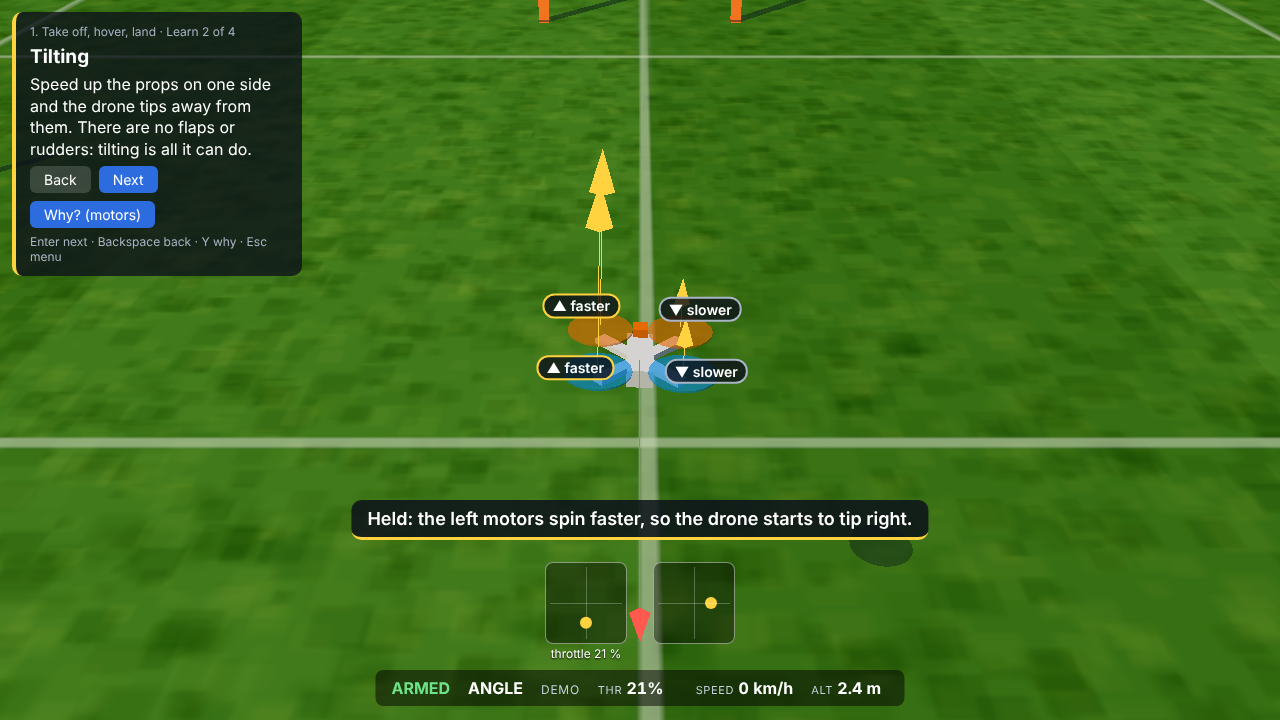 1. Take off, hover, land · Learn 2 of 4
Tilting
Speed up the props on one side
and the drone tips away from
them. There are no flaps or
rudders: tilting is all it can do.
Back
Next
Why? (motors)
Enter next · Backspace back · Y why · Esc
menu
▲ faster
▼ slower
▲ faster
▼ slower
Held: the left motors spin faster, so the drone starts to tip right.
throttle 21 %
ARMED ANGLE DEMO THR 21% SPEED 0 km/h ALT 2.4 m